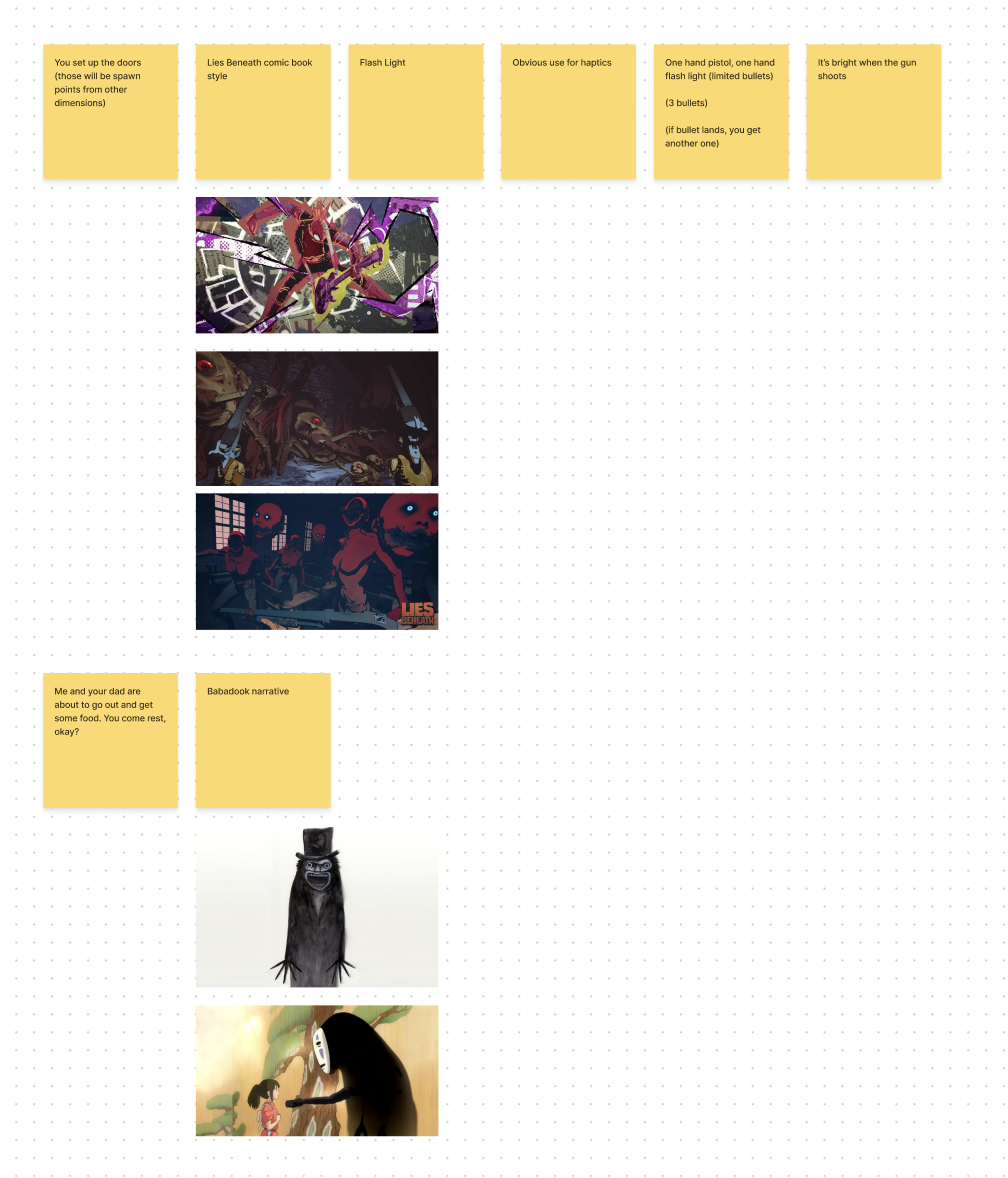 You set up the doors
(those will be spawn
points from other
dimensions)
Lies Beneath comic book
style
Flash Light
Obvious use for haptics
One hand pistol, one hand
flash light (limited bullets)
(3 bullets)
(if bullet lands, you get
another one)
It's bright when the gun
shoots
LIES
BENEATH
Me and your dad are
about to go out and get
some food. You come rest,
okay?
Babadook narrative